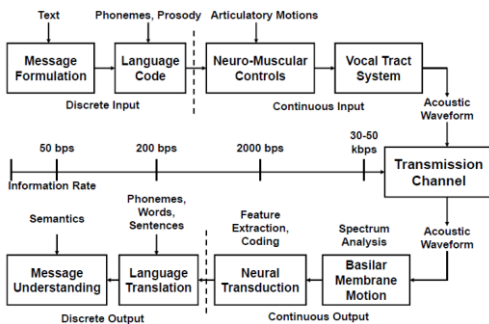 Text
Phonemes, Prosody
Articulatory Motions
Message
Formulation
Language
Code
Neuro-Muscular
Controls
Vocal Tract
System
Discrete Input
Continuous Input
Acoustic
Waveform
50 bps
200 bps
2000 bps
30-50
kbps
Information Rate
Transmission
Channel
Semantics
Phonemes,
Words,
Sentences
Feature
Extraction,
Coding
Spectrum
Analysis
Acoustic
Waveform
Message
Understanding
Language
Translation
Neural
Transduction
Basilar
Membrane
Motion
Discrete Output
Continuous Output